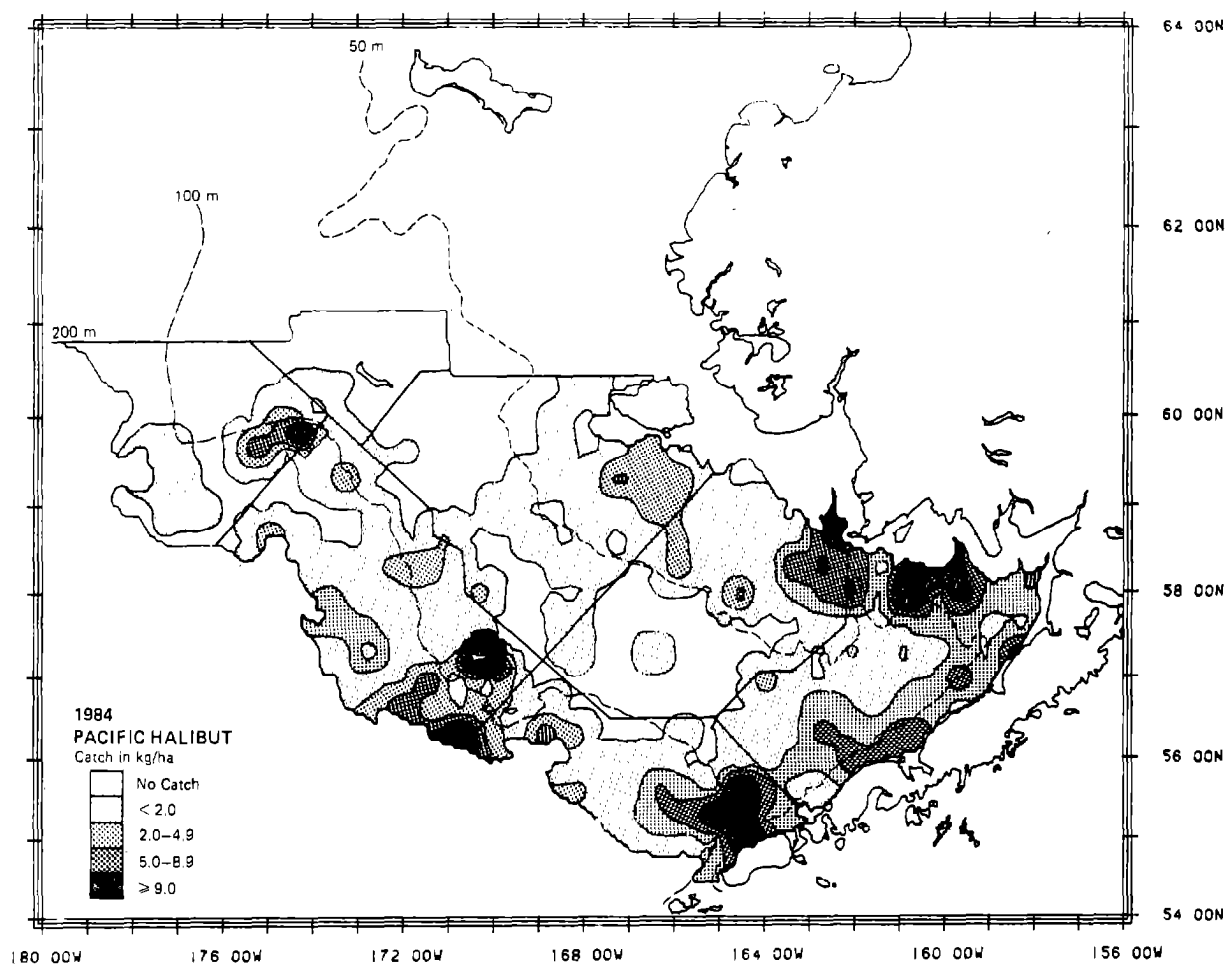 50 m
64 00N
100 m
62 00N
200 m
60 00N
58 00N
1984
PACIFIC HALIBUT
Catch in kg/ha
No Catch
< 2.0
2.0–4.9
5.0–8.9
⩾ 9.0
56 00N
54 00N
180 00W
176 00W
172 00W
168 00W
164 00W
160 00W
156 00W